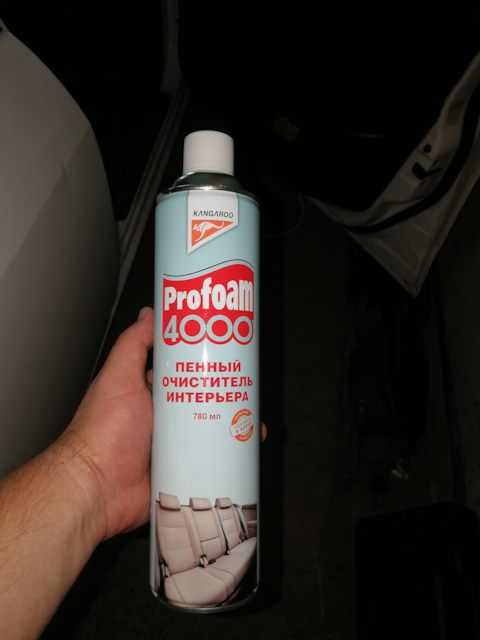 KANGAROO
Profoam
4000
ПЕННЫЙ
ОЧИСТИТЕЛЬ
ИНТЕРЬЕРА
780 мл